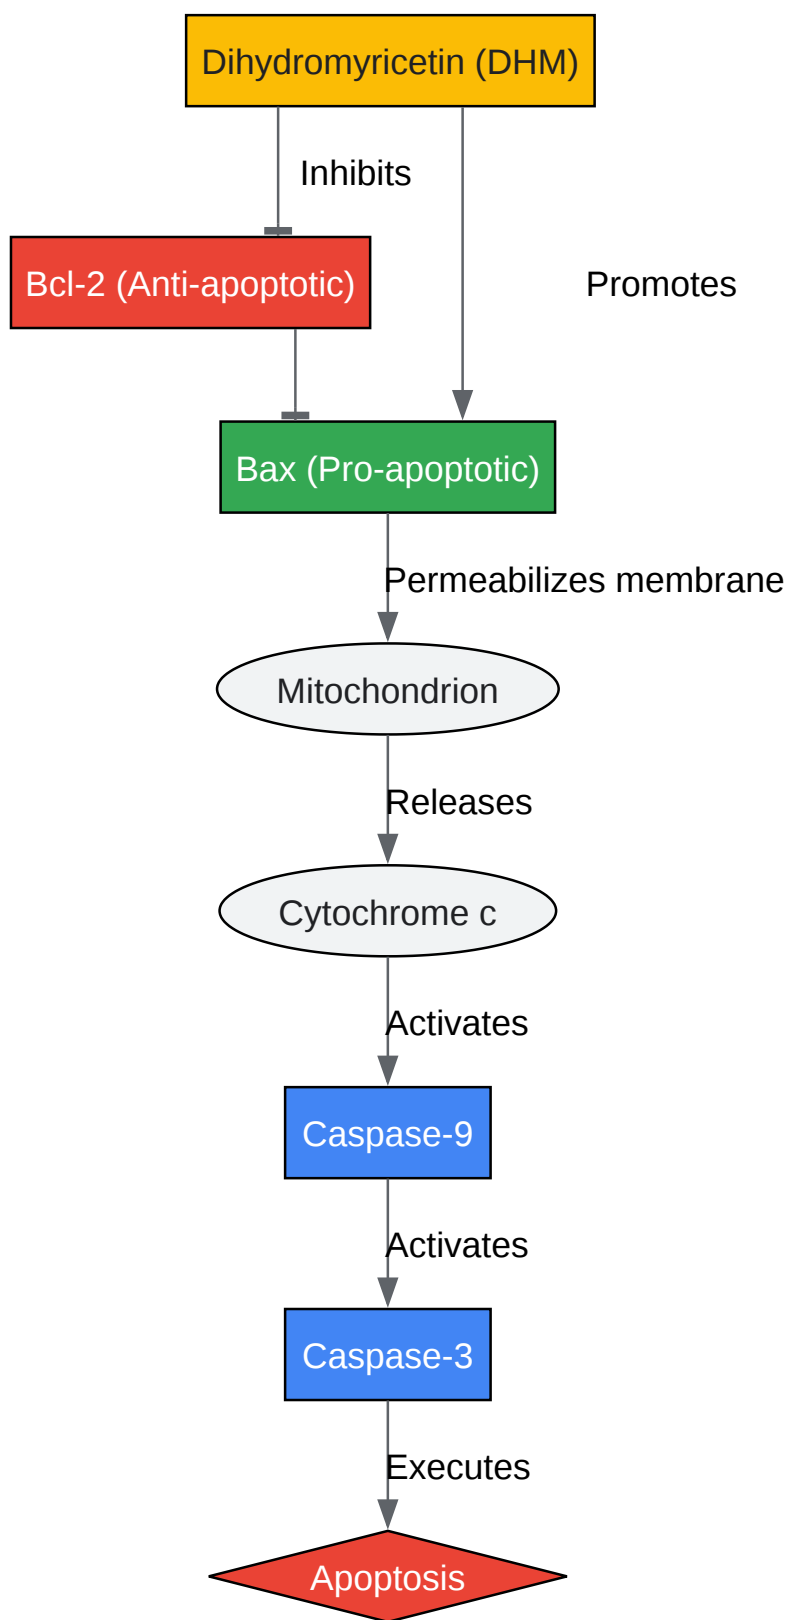 Dihydromyricetin (DHM)
Inhibits
Bcl-2 (Anti-apoptotic)
Promotes
Bax (Pro-apoptotic)
Permeabilizes membrane
Mitochondrion
Releases
Cytochrome c
Activates
Caspase-9
Activates
Caspase-3
Executes
Apoptosis